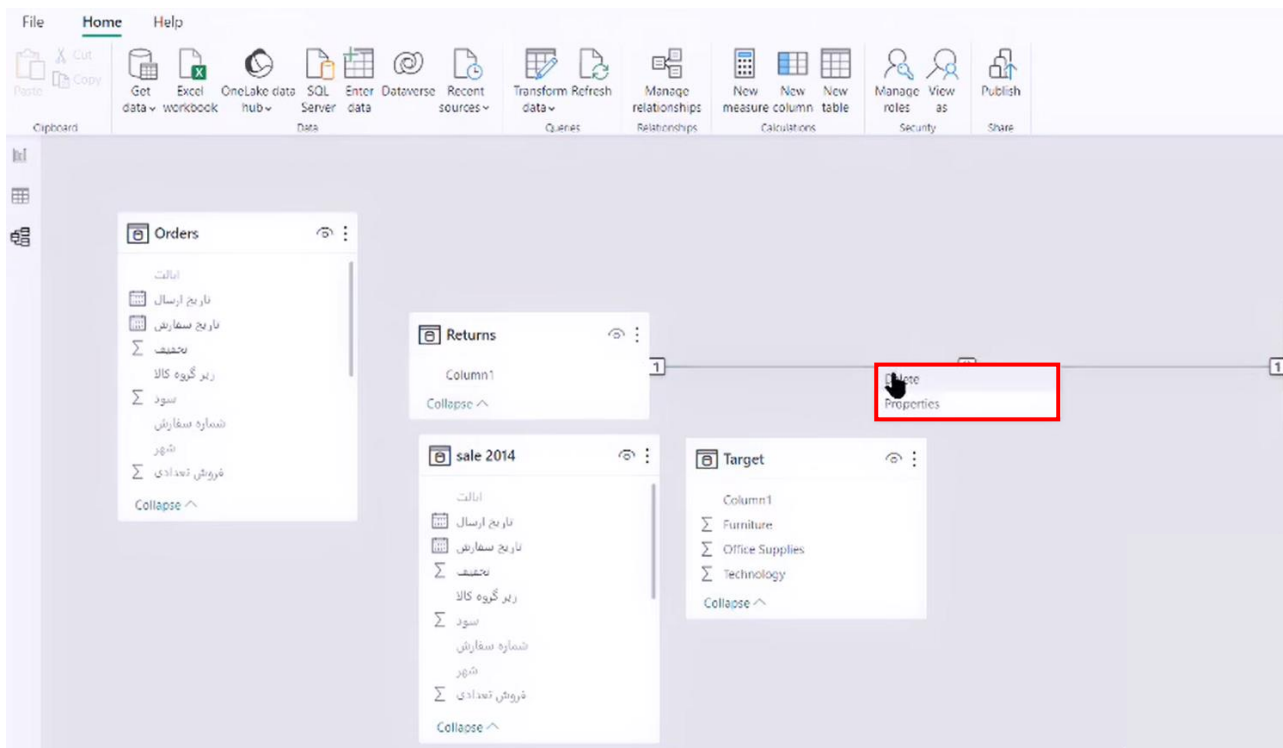 File Home Help
Cut
Copy
Paste
Get data
Excel workbook
OneLake data hub
SQL Server
Enter data
Dataverse
Recent sources
Transform data
Refresh
Manage relationships
New measure
New column
New table
Manage roles
View as
Publish
Clipboard
Data
Queries
Relationships
Calculations
Security
Share
Orders
ایالت
تاریخ ارسال
تاریخ سفارش
تخفیف
زیر گروه کالا
سود
شماره سفارش
شهر
فروش تعدادی
Collapse
Returns
Column1
Collapse
1
1
Delete
Properties
sale 2014
ایالت
تاریخ ارسال
تاریخ سفارش
تخفیف
زیر گروه کالا
سود
شماره سفارش
شهر
فروش تعدادی
Collapse
Target
Column1
Furniture
Office Supplies
Technology
Collapse